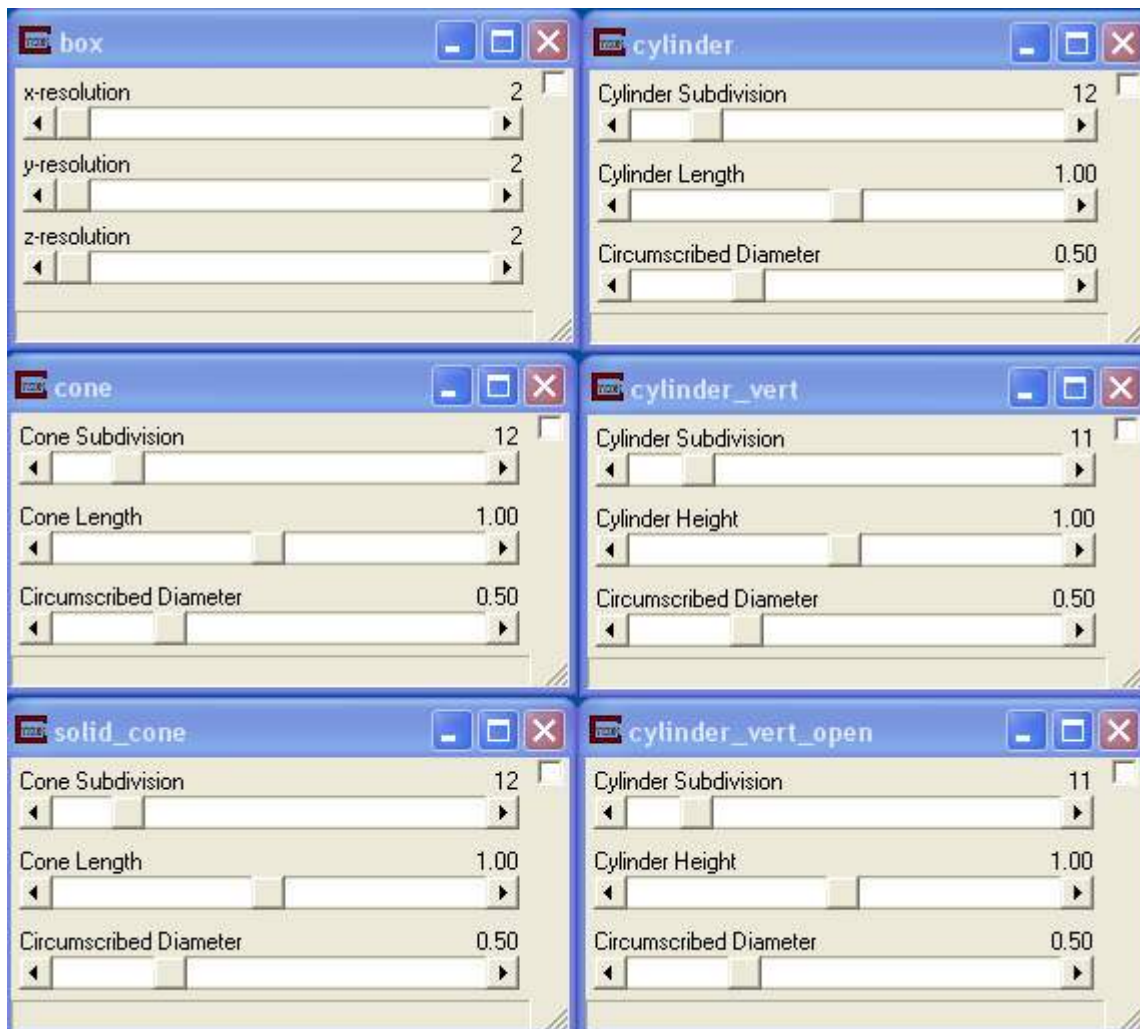 box
x-resolution 2
y-resolution 2
z-resolution 2
cylinder
Cylinder Subdivision 12
Cylinder Length 1.00
Circumscribed Diameter 0.50
cone
Cone Subdivision 12
Cone Length 1.00
Circumscribed Diameter 0.50
cylinder_vert
Cylinder Subdivision 11
Cylinder Height 1.00
Circumscribed Diameter 0.50
solid_cone
Cone Subdivision 12
Cone Length 1.00
Circumscribed Diameter 0.50
cylinder_vert_open
Cylinder Subdivision 11
Cylinder Height 1.00
Circumscribed Diameter 0.50